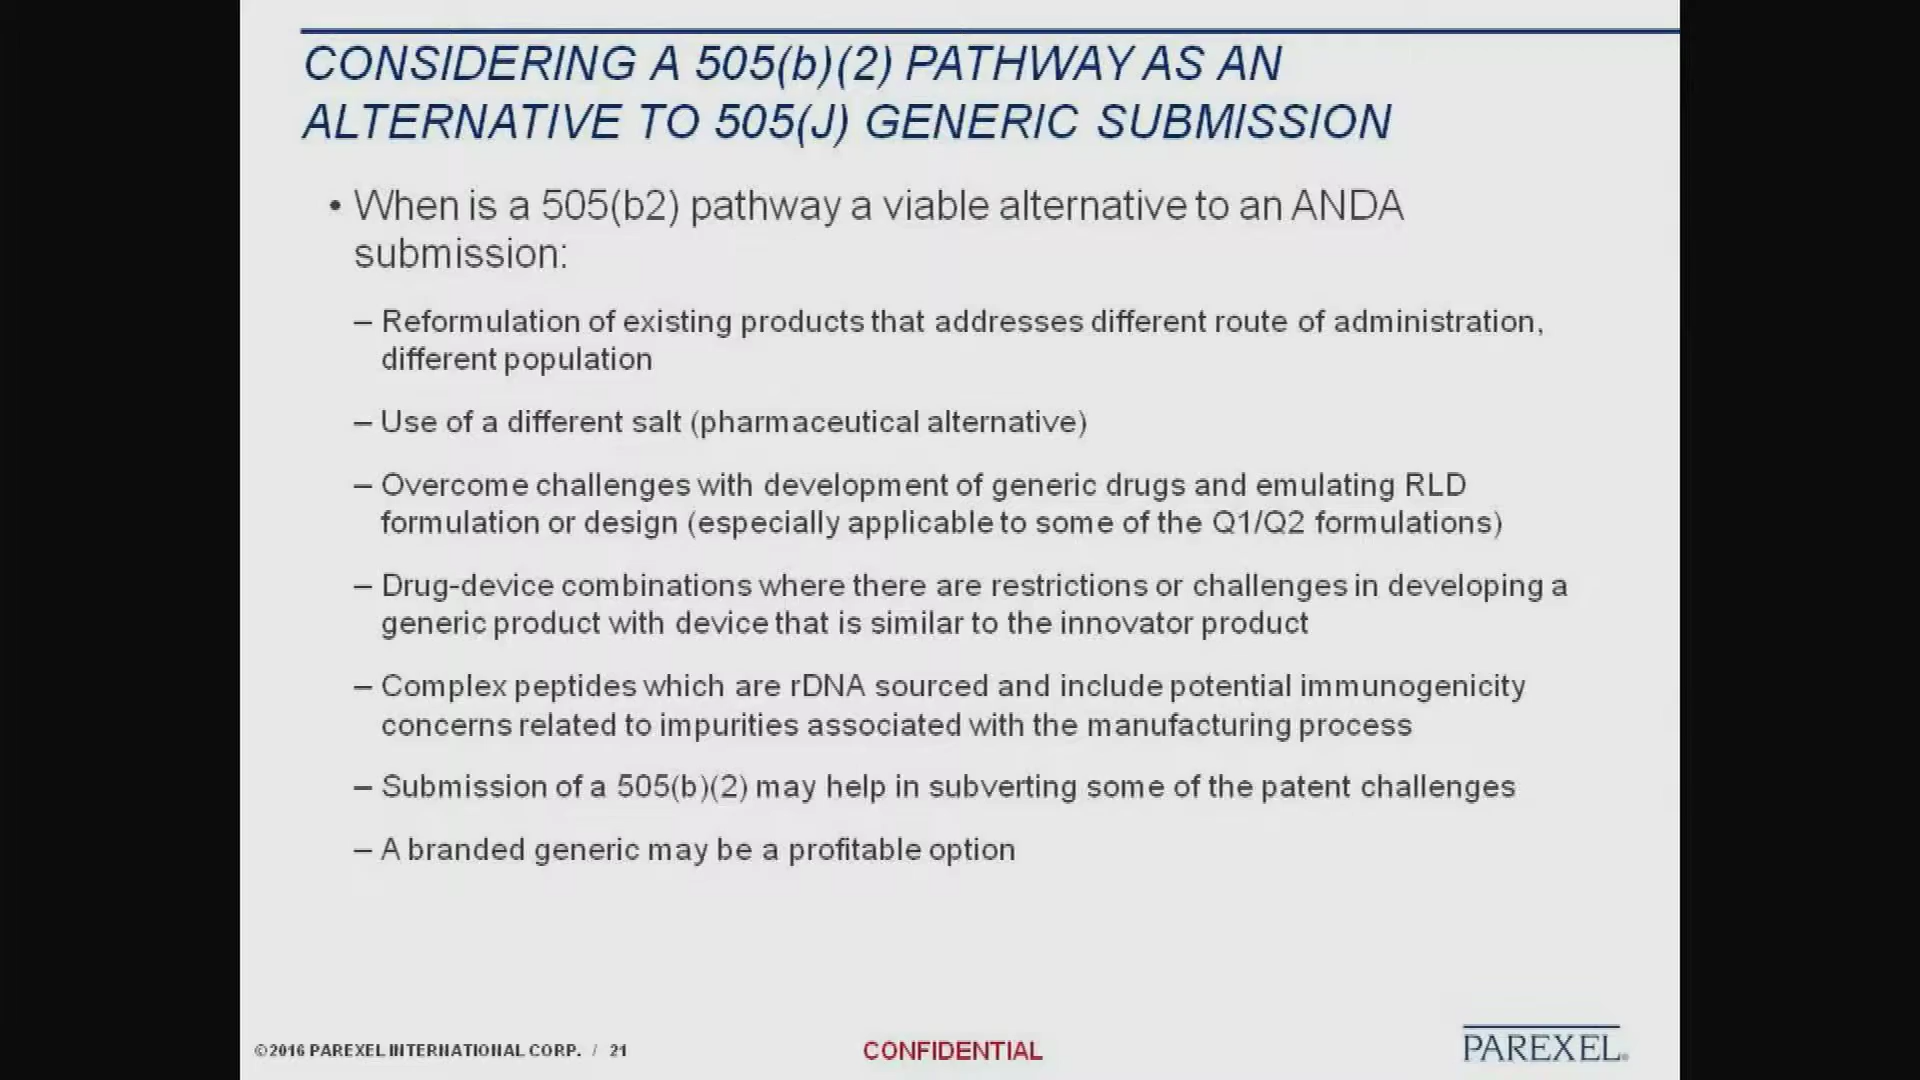 CONSIDERING A 505(b)(2) PATHWAY AS AN
ALTERNATIVE TO 505(J) GENERIC SUBMISSION
• When is a 505(b2) pathway a viable alternative to an ANDA
submission:
– Reformulation of existing products that addresses different route of administration,
different population
– Use of a different salt (pharmaceutical alternative)
– Overcome challenges with development of generic drugs and emulating RLD
formulation or design (especially applicable to some of the Q1/Q2 formulations)
– Drug-device combinations where there are restrictions or challenges in developing a
generic product with device that is similar to the innovator product
– Complex peptides which are rDNA sourced and include potential immunogenicity
concerns related to impurities associated with the manufacturing process
– Submission of a 505(b)(2) may help in subverting some of the patent challenges
– A branded generic may be a profitable option
©2016 PAREXEL INTERNATIONAL CORP. / 21
CONFIDENTIAL
PAREXEL®